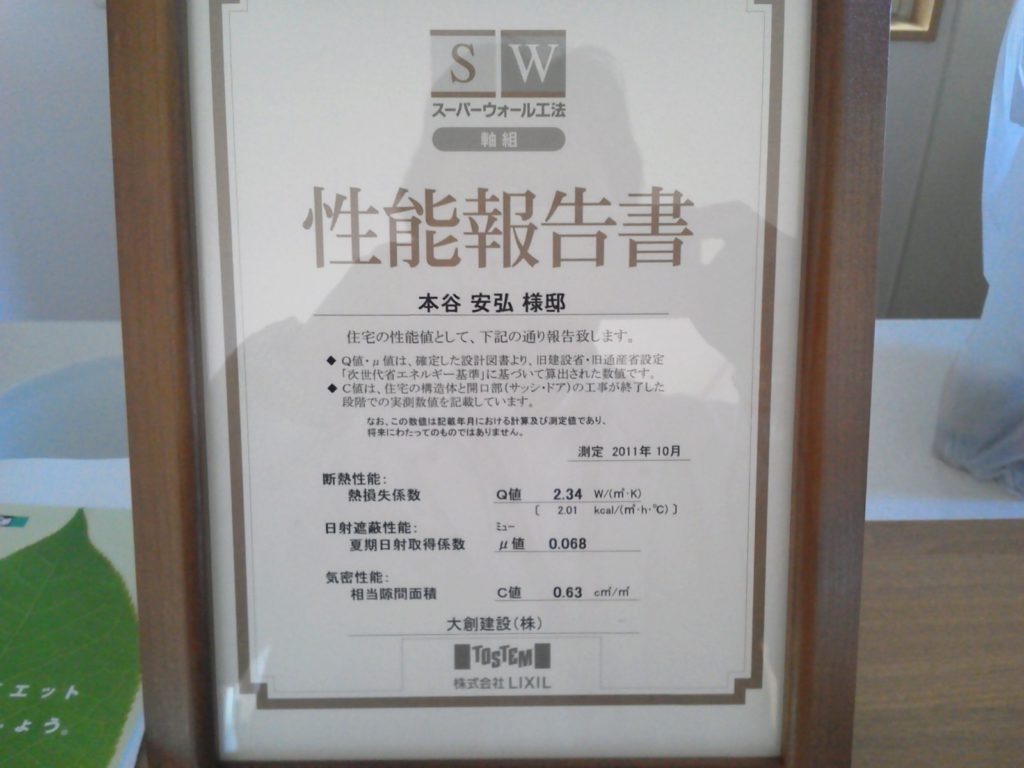 S W
スーパーウォール工法
軸組
性能報告書
本谷 安弘 様邸
住宅の性能値として、下記の通り報告致します。
◆ Q値・μ値は、確定した設計図書より、旧建設省・旧通産省設定
「次世代省エネルギー基準」に基づいて算出された数値です。
◆ C値は、住宅の構造体と開口部(サッシ・ドア)の工事が終了した
段階での実測数値を記載しています。
なお、この数値は記載年月における計算及び測定値であり、
将来にわたってのものではありません。
測定 2011年 10月
断熱性能:
熱損失係数 Q値 2.34 W/(㎡・K)
〔 2.01 kcal/(㎡・h・℃) 〕
日射遮蔽性能: ミュー
夏期日射取得係数 μ値 0.068
気密性能:
相当隙間面積 C値 0.63 c㎡/㎡
大創建設(株)
TOSTEM
株式会社 LIXIL
エット
よう。